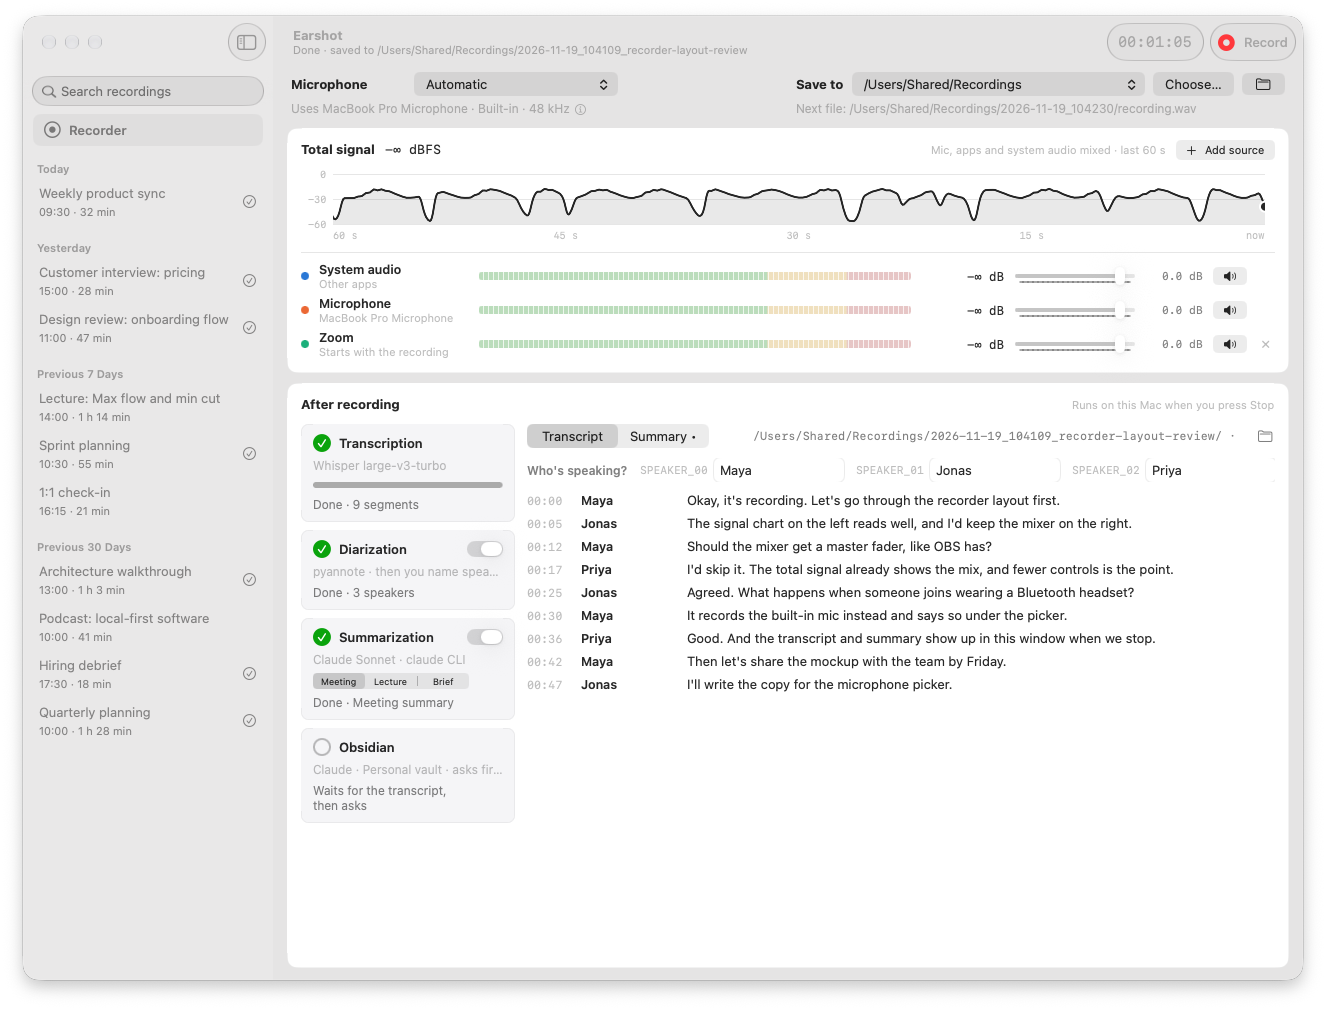 Earshot
Done · saved to /Users/Shared/Recordings/2026-11-19_104109_recorder-layout-review
00:01:05
Record
Search recordings
Recorder
Today
Weekly product sync
09:30 · 32 min
Yesterday
Customer interview: pricing
15:00 · 28 min
Design review: onboarding flow
11:00 · 47 min
Previous 7 Days
Lecture: Max flow and min cut
14:00 · 1 h 14 min
Sprint planning
10:30 · 55 min
1:1 check-in
16:15 · 21 min
Previous 30 Days
Architecture walkthrough
13:00 · 1 h 3 min
Podcast: local-first software
10:00 · 41 min
Hiring debrief
17:30 · 18 min
Quarterly planning
10:00 · 1 h 28 min
Microphone
Automatic
Uses MacBook Pro Microphone · Built-in · 48 kHz
Save to
/Users/Shared/Recordings
Choose...
Next file: /Users/Shared/Recordings/2026-11-19_104230/recording.wav
Total signal -∞ dBFS
Mic, apps and system audio mixed · last 60 s
Add source
0
−30
−60
60 s 45 s 30 s 15 s now
System audio
Other apps
-∞ dB
0.0 dB
Microphone
MacBook Pro Microphone
-∞ dB
0.0 dB
Zoom
Starts with the recording
-∞ dB
0.0 dB
After recording
Runs on this Mac when you press Stop
Transcription
Whisper large-v3-turbo
Done · 9 segments
Diarization
pyannote · then you name spea...
Done · 3 speakers
Summarization
Claude Sonnet · claude CLI
Meeting Lecture Brief
Done · Meeting summary
Obsidian
Claude · Personal vault · asks fir...
Waits for the transcript,
then asks
Transcript Summary •
/Users/Shared/Recordings/2026-11-19_104109_recorder-layout-review/ ·
Who's speaking? SPEAKER_00 Maya SPEAKER_01 Jonas SPEAKER_02 Priya
00:00 Maya Okay, it's recording. Let's go through the recorder layout first.
00:05 Jonas The signal chart on the left reads well, and I'd keep the mixer on the right.
00:12 Maya Should the mixer get a master fader, like OBS has?
00:17 Priya I'd skip it. The total signal already shows the mix, and fewer controls is the point.
00:25 Jonas Agreed. What happens when someone joins wearing a Bluetooth headset?
00:30 Maya It records the built-in mic instead and says so under the picker.
00:36 Priya Good. And the transcript and summary show up in this window when we stop.
00:42 Maya Then let's share the mockup with the team by Friday.
00:47 Jonas I'll write the copy for the microphone picker.